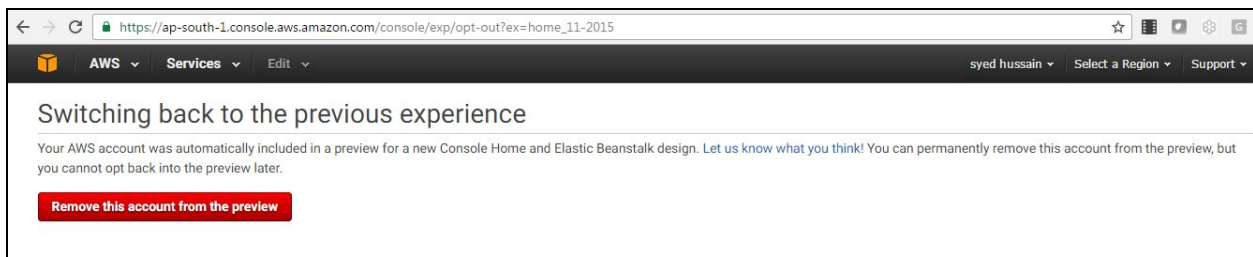 https://ap-south-1.console.aws.amazon.com/console/exp/opt-out?ex=home_11-2015
G
AWS Services Edit syed hussain Select a Region Support
Switching back to the previous experience
Your AWS account was automatically included in a preview for a new Console Home and Elastic Beanstalk design. Let us know what you think! You can permanently remove this account from the preview, but
you cannot opt back into the preview later.
Remove this account from the preview